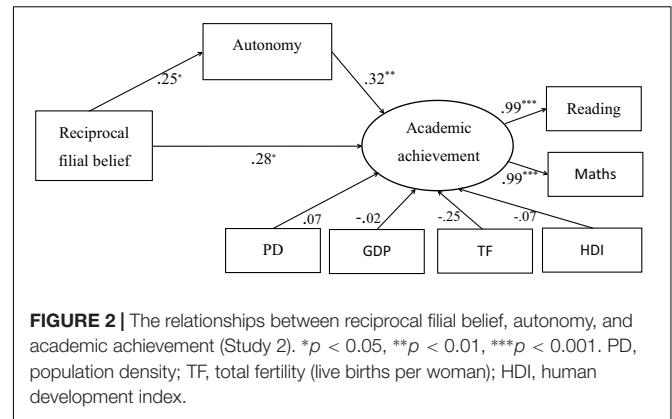 Autonomy
.25*
.32**
.99***
Reading
Reciprocal
filial belief
Academic
achievement
.28*
.99***
Maths
.07
-.02
-.25
-.07
PD
GDP
TF
HDI
FIGURE 2 | The relationships between reciprocal filial belief, autonomy, and
academic achievement (Study 2). *p < 0.05, **p < 0.01, ***p < 0.001. PD,
population density; TF, total fertility (live births per woman); HDI, human
development index.